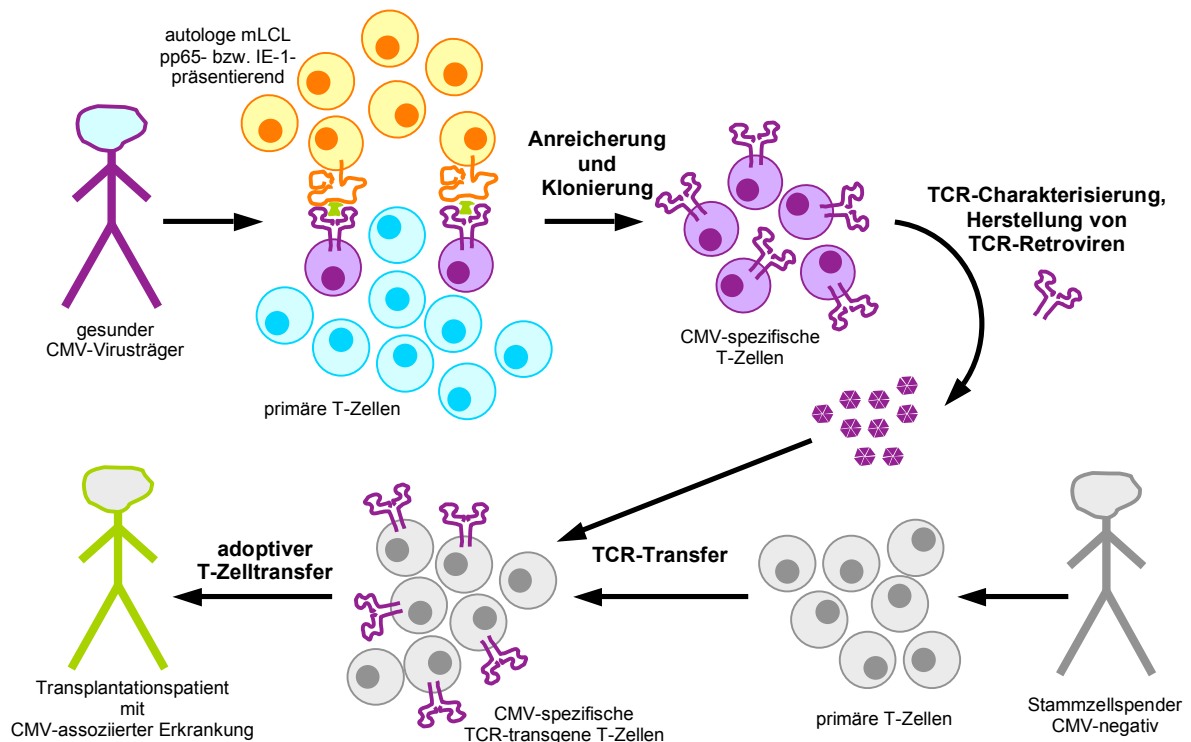 autologe mLCL
pp65- bzw. IE-1-
präsentierend
gesunder
CMV-Virusträger
primäre T-Zellen
Anreicherung
und
Klonierung
CMV-spezifische
T-Zellen
TCR-Charakterisierung,
Herstellung von
TCR-Retroviren
Transplantationspatient
mit
CMV-assoziierter Erkrankung
adoptiver
T-Zelltransfer
CMV-spezifische
TCR-transgene T-Zellen
TCR-Transfer
primäre T-Zellen
Stammzellspender
CMV-negativ